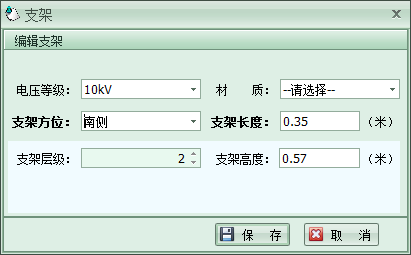 支架
编辑支架
电压等级： 10kV 材 质： --请选择--
支架方位： 南侧 支架长度： 0.35 （米）
支架层级： 2 支架高度： 0.57 （米）
保 存 取 消